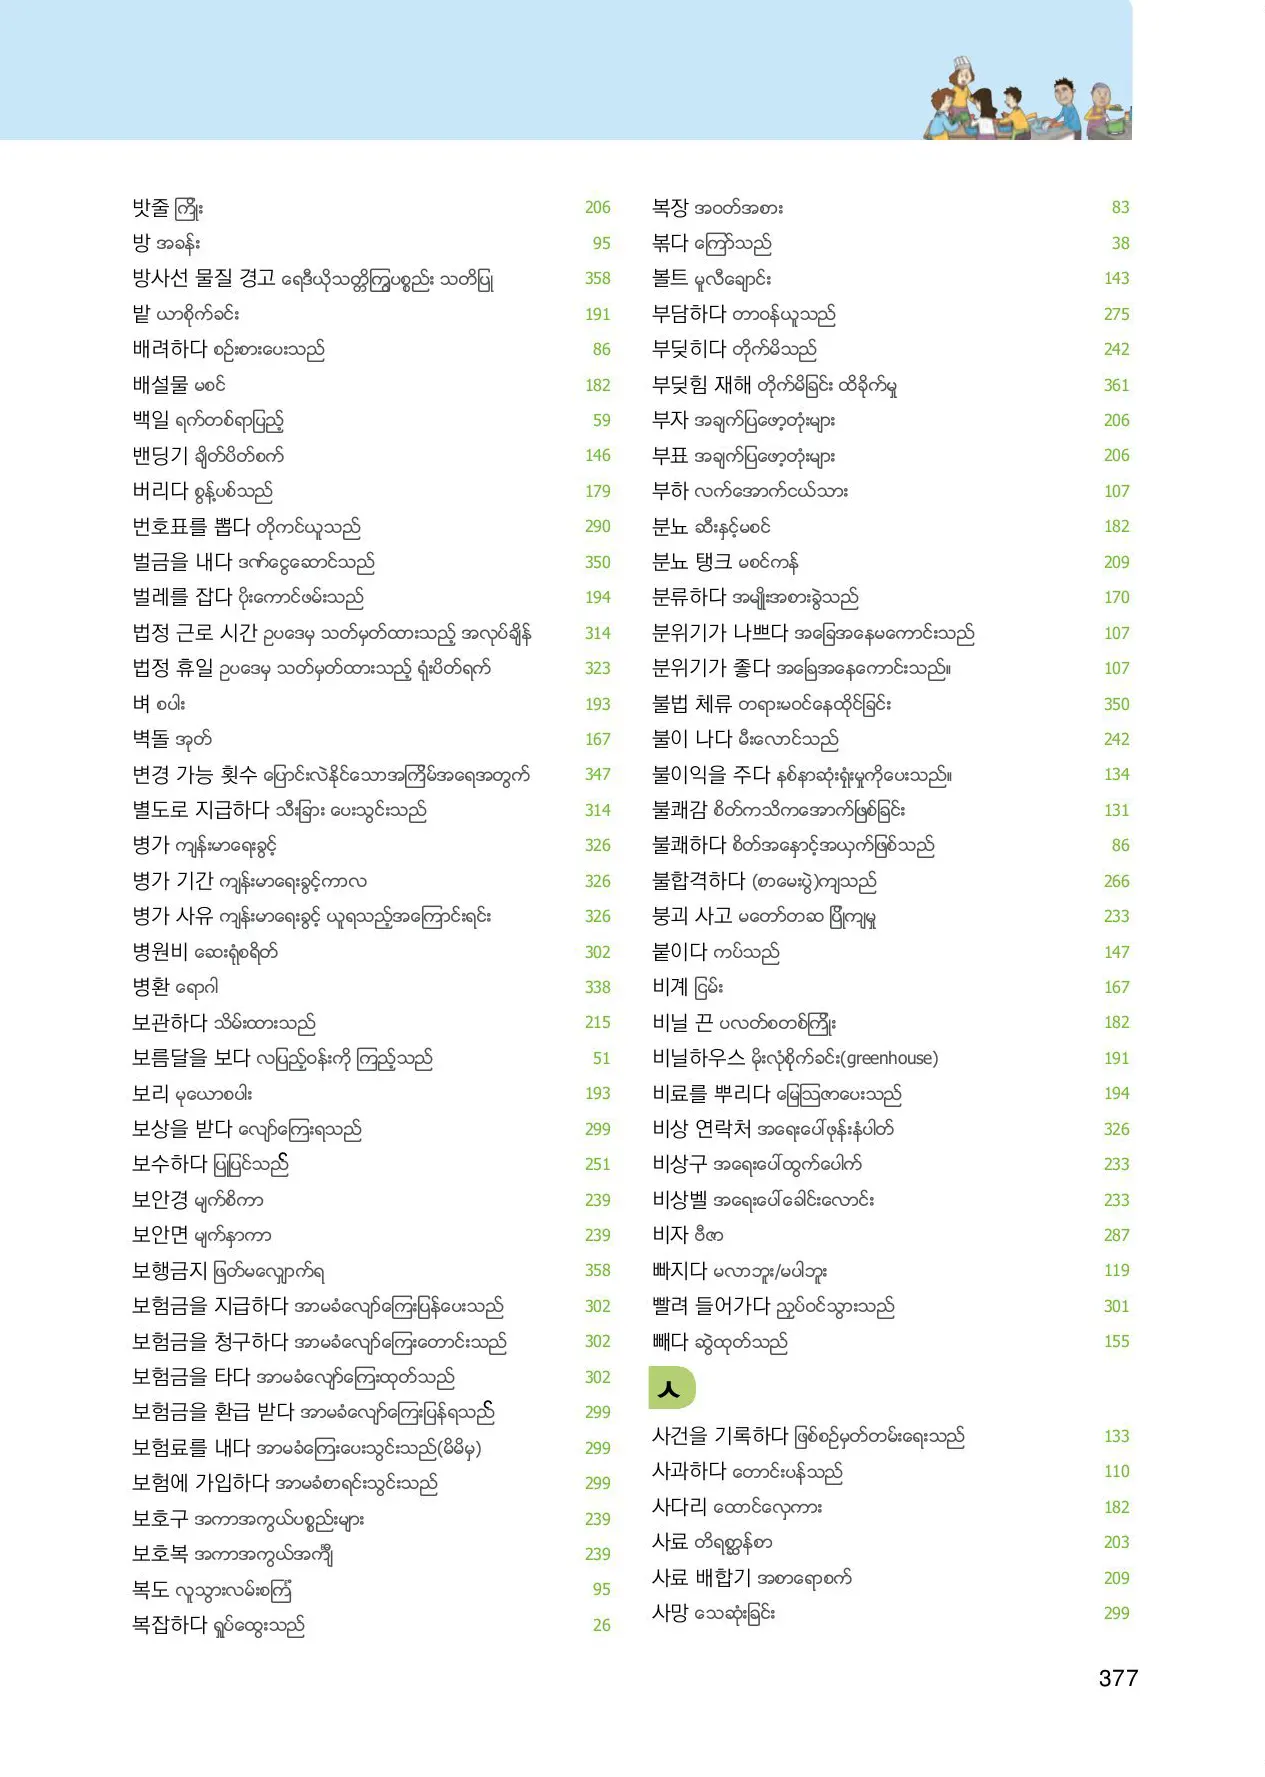 밧줄 ကြိုး 206
방 အခန်း 95
방사선 물질 경고 ရေဒီယိုသတ္တိကြွပစ္စည်း သတိပြု 358
밭 ယာစိုက်ခင်း 191
배려하다 စဉ်းစားပေးသည် 86
배설물 မစင် 182
백일 ရက်တစ်ရာပြည့် 59
밴딩기 ချိတ်ပိတ်စက် 146
버리다 စွန့်ပစ်သည် 179
번호표를 뽑다 တိုကင်ယူသည် 290
벌금을 내다 ဒဏ်ငွေဆောင်သည် 350
벌레를 잡다 ပိုးကောင်ဖမ်းသည် 194
법정 근로 시간 ဥပဒေမှ သတ်မှတ်ထားသည့် အလုပ်ချိန် 314
법정 휴일 ဥပဒေမှ သတ်မှတ်ထားသည့် ရုံးပိတ်ရက် 323
벼 စပါး 193
벽돌 အုတ် 167
변경 가능 횟수 ပြောင်းလဲနိုင်သောအကြိမ်အရေအတွက် 347
별도로 지급하다 သီးခြား ပေးသွင်းသည် 314
병가 ကျန်းမာရေးခွင့် 326
병가 기간 ကျန်းမာရေးခွင့်ကာလ 326
병가 사유 ကျန်းမာရေးခွင့် ယူရသည့်အကြောင်းရင်း 326
병원비 ဆေးရုံစရိတ် 302
병환 ရောဂါ 338
보관하다 သိမ်းထားသည် 215
보름달을 보다 လပြည့်ဝန်းကို ကြည့်သည် 51
보리 မုယောစပါး 193
보상을 받다 လျော်ကြေးရသည် 299
보수하다 ပြုပြင်သည် 251
보안경 မျက်စိကာ 239
보안면 မျက်နှာကာ 239
보행금지 ဖြတ်မလျှောက်ရ 358
보험금을 지급하다 အာမခံလျော်ကြေးပြန်ပေးသည် 302
보험금을 청구하다 အာမခံလျော်ကြေးတောင်းသည် 302
보험금을 타다 အာမခံလျော်ကြေးထုတ်သည် 302
보험금을 환급 받다 အာမခံလျော်ကြေးပြန်ရသည် 299
보험료를 내다 အာမခံကြေးပေးသွင်းသည်(မိမိမှ) 299
보험에 가입하다 အာမခံစာရင်းသွင်းသည် 299
보호구 အကာအကွယ်ပစ္စည်းများ 239
보호복 အကာအကွယ်အင်္ကျီ 239
복도 လူသွားလမ်းစင်္ကြံ 95
복잡하다 ရှုပ်ထွေးသည် 26
복장 အဝတ်အစား 83
볶다 ကြော်သည် 38
볼트 မူလီချောင်း 143
부담하다 တာဝန်ယူသည် 275
부딪히다 တိုက်မိသည် 242
부딪힘 재해 တိုက်မိခြင်း ထိခိုက်မှု 361
부자 အချက်ပြဖော့တုံးများ 206
부표 အချက်ပြဖော့တုံးများ 206
부하 လက်အောက်ငယ်သား 107
분뇨 ဆီးနှင့်မစင် 182
분뇨 탱크 မစင်ကန် 209
분류하다 အမျိုးအစားခွဲသည် 170
분위기가 나쁘다 အခြေအနေမကောင်းသည် 107
분위기가 좋다 အခြေအနေကောင်းသည်။ 107
불법 체류 တရားမဝင်နေထိုင်ခြင်း 350
불이 나다 မီးလောင်သည် 242
불이익을 주다 နစ်နာဆုံးရှုံးမှုကိုပေးသည်။ 134
불쾌감 စိတ်ကသိကအောက်ဖြစ်ခြင်း 131
불쾌하다 စိတ်အနှောင့်အယှက်ဖြစ်သည် 86
불합격하다 (စာမေးပွဲ)ကျသည် 266
붕괴 사고 မတော်တဆ ပြိုကျမှု 233
붙이다 ကပ်သည် 147
비계 ငြမ်း 167
비닐 끈 ပလတ်စတစ်ကြိုး 182
비닐하우스 မိုးလုံစိုက်ခင်း(greenhouse) 191
비료를 뿌리다 မြေဩဇာပေးသည် 194
비상 연락처 အရေးပေါ်ဖုန်းနံပါတ် 326
비상구 အရေးပေါ်ထွက်ပေါက် 233
비상벨 အရေးပေါ်ခေါင်းလောင်း 233
비자 ဗီဇာ 287
빠지다 မလာဘူး/မပါဘူး 119
빨려 들어가다 ညှပ်ဝင်သွားသည် 301
빼다 ဆွဲထုတ်သည် 155
ㅅ
사건을 기록하다 ဖြစ်စဉ်မှတ်တမ်းရေးသည် 133
사과하다 တောင်းပန်သည် 110
사다리 ထောင်လှေကား 182
사료 တိရစ္ဆာန်စာ 203
사료 배합기 အစာရောစက် 209
사망 သေဆုံးခြင်း 299
377